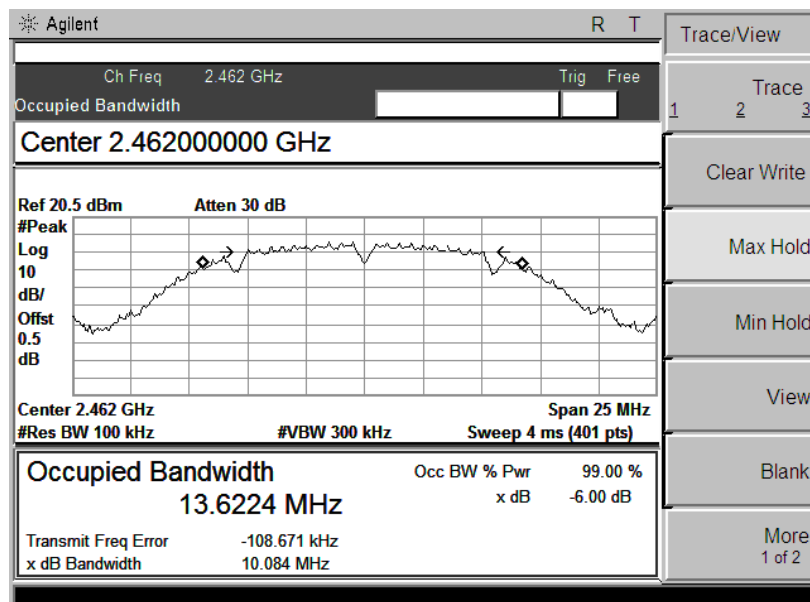 Agilent R T
Ch Freq 2.462 GHz Trig Free
Occupied Bandwidth
Center 2.462000000 GHz
Ref 20.5 dBm Atten 30 dB
#Peak
Log
10
dB/
Offst
0.5
dB
Center 2.462 GHz Span 25 MHz
#Res BW 100 kHz #VBW 300 kHz Sweep 4 ms (401 pts)
Occupied Bandwidth Occ BW % Pwr 99.00 %
13.6224 MHz x dB -6.00 dB
Transmit Freq Error -108.671 kHz
x dB Bandwidth 10.084 MHz
Trace/View
Trace
1 2 3
Clear Write
Max Hold
Min Hold
View
Blank
More
1 of 2